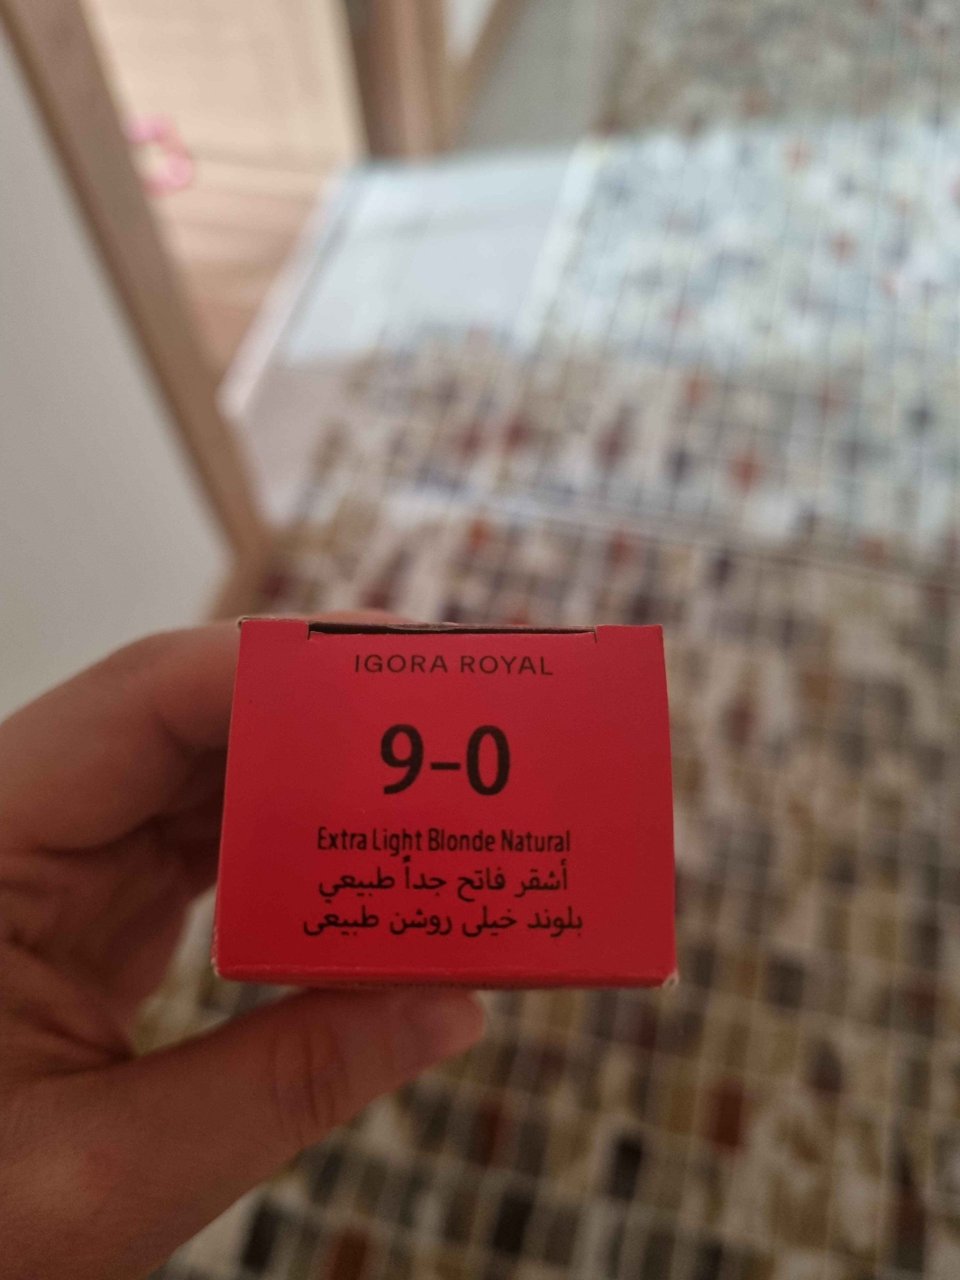 IGORA ROYAL
9-0
Extra Light Blonde Natural
أشقر فاتح جداً طبيعي
بلوند خیلی روشن طبیعی